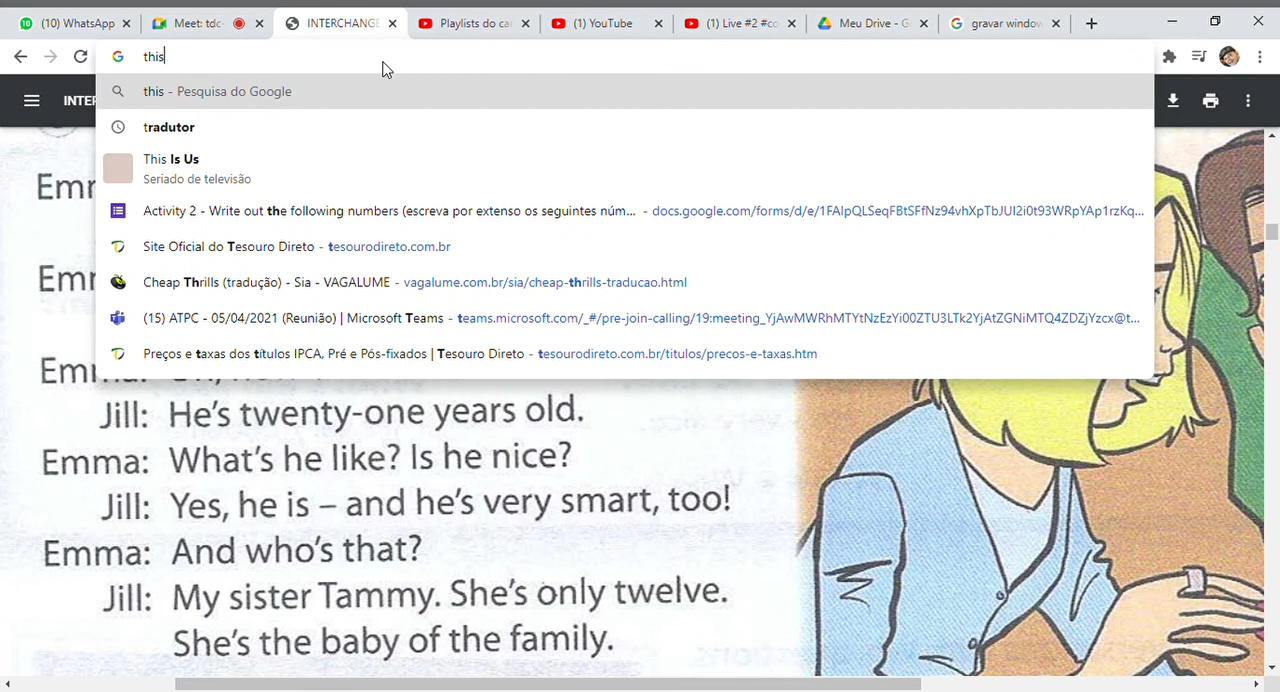 (10) WhatsApp
Meet: tdc-
INTERCHANGE
Playlists do ca
(1) YouTube
(1) Live #2 #co
Meu Drive - G
gravar window
this
INTER
this - Pesquisa do Google
tradutor
This Is Us
Seriado de televisão
Activity 2 - Write out the following numbers (escreva por extenso os seguintes núm... - docs.google.com/forms/d/e/1FAIpQLSeqFBtSFfNz94vhXpTbJUI2i0t93WRpYAp1rzKq...
Site Oficial do Tesouro Direto - tesourodireto.com.br
Cheap Thrills (tradução) - Sia - VAGALUME - vagalume.com.br/sia/cheap-thrills-traducao.html
(15) ATPC - 05/04/2021 (Reunião) | Microsoft Teams - teams.microsoft.com/_#/pre-join-calling/19:meeting_YjAwMWRhMTYtNzEzYi00ZTU3LTk2YjAtZGNiMTQ4ZDZjYzcx@t...
Preços e taxas dos títulos IPCA, Pré e Pós-fixados | Tesouro Direto - tesourodireto.com.br/titulos/precos-e-taxas.htm
Jill: He's twenty-one years old.
Emma: What's he like? Is he nice?
Jill: Yes, he is – and he's very smart, too!
Emma: And who's that?
Jill: My sister Tammy. She's only twelve.
She's the baby of the family.